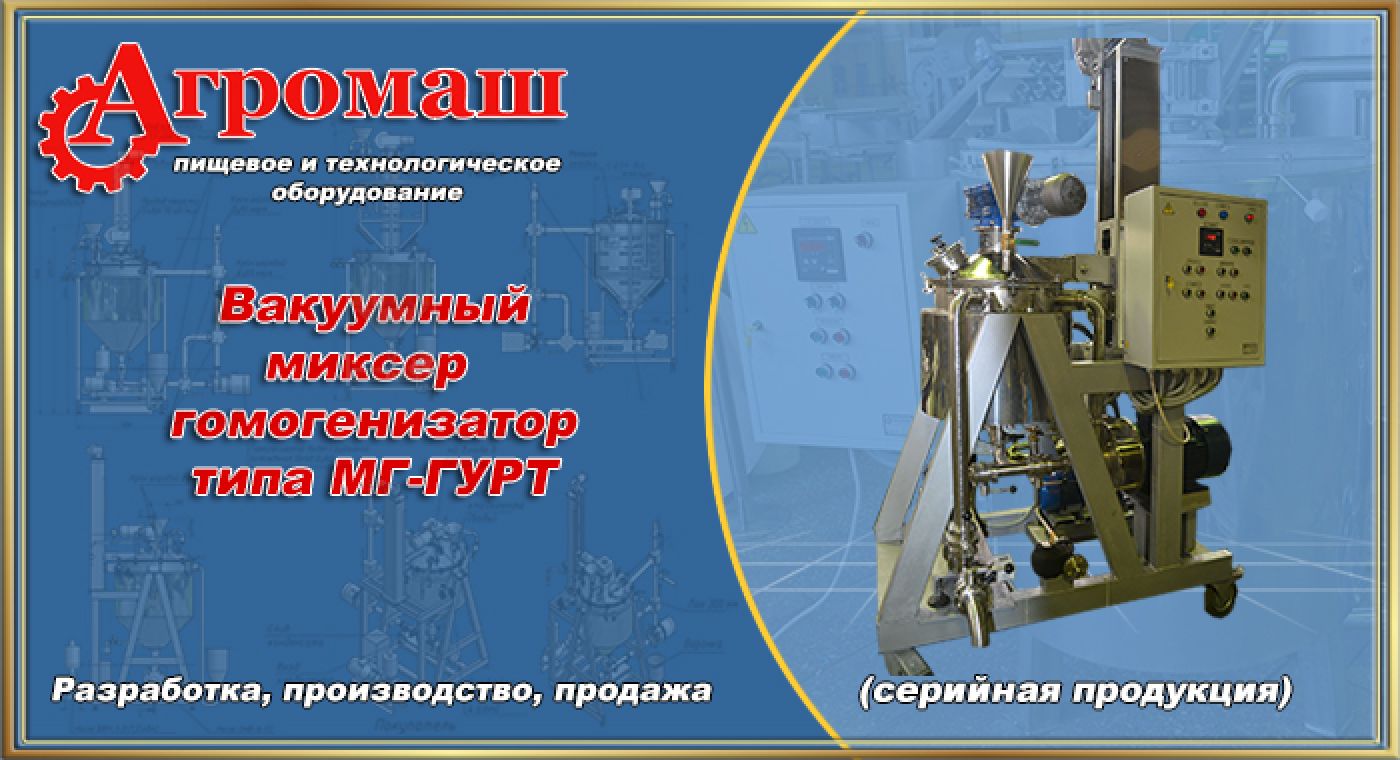 Агромаш
пищевое и технологическое
оборудование
Вакуумный
миксер
гомогенизатор
типа МГ-ГУРТ
Разработка, производство, продажа
(серийная продукция)